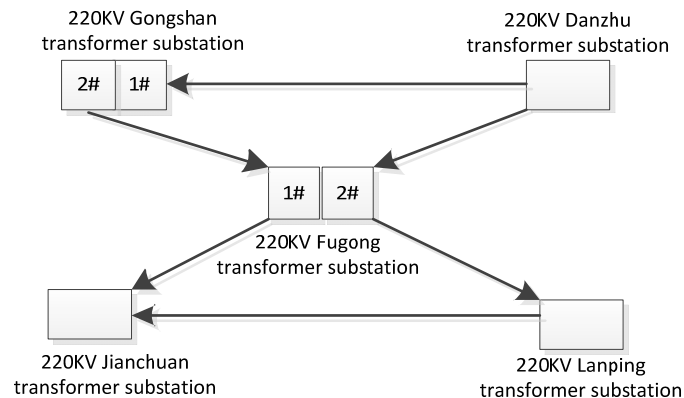 220KV Gongshan
transformer substation
220KV Danzhu
transformer substation
2# 1#
1# 2#
220KV Fugong
transformer substation
220KV Jianchuan
transformer substation
220KV Lanping
transformer substation